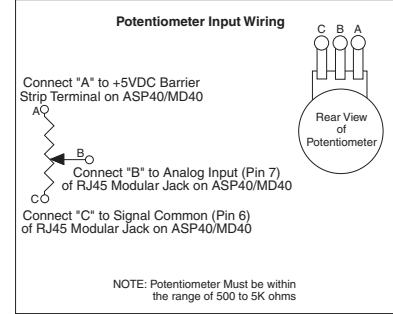 Potentiometer Input Wiring
C B A
Connect "A" to +5VDC Barrier
Strip Terminal on ASP40/MD40
A
Rear View
of
Potentiometer
B
Connect "B" to Analog Input (Pin 7)
of RJ45 Modular Jack on ASP40/MD40
C
Connect "C" to Signal Common (Pin 6)
of RJ45 Modular Jack on ASP40/MD40
NOTE: Potentiometer Must be within
the range of 500 to 5K ohms